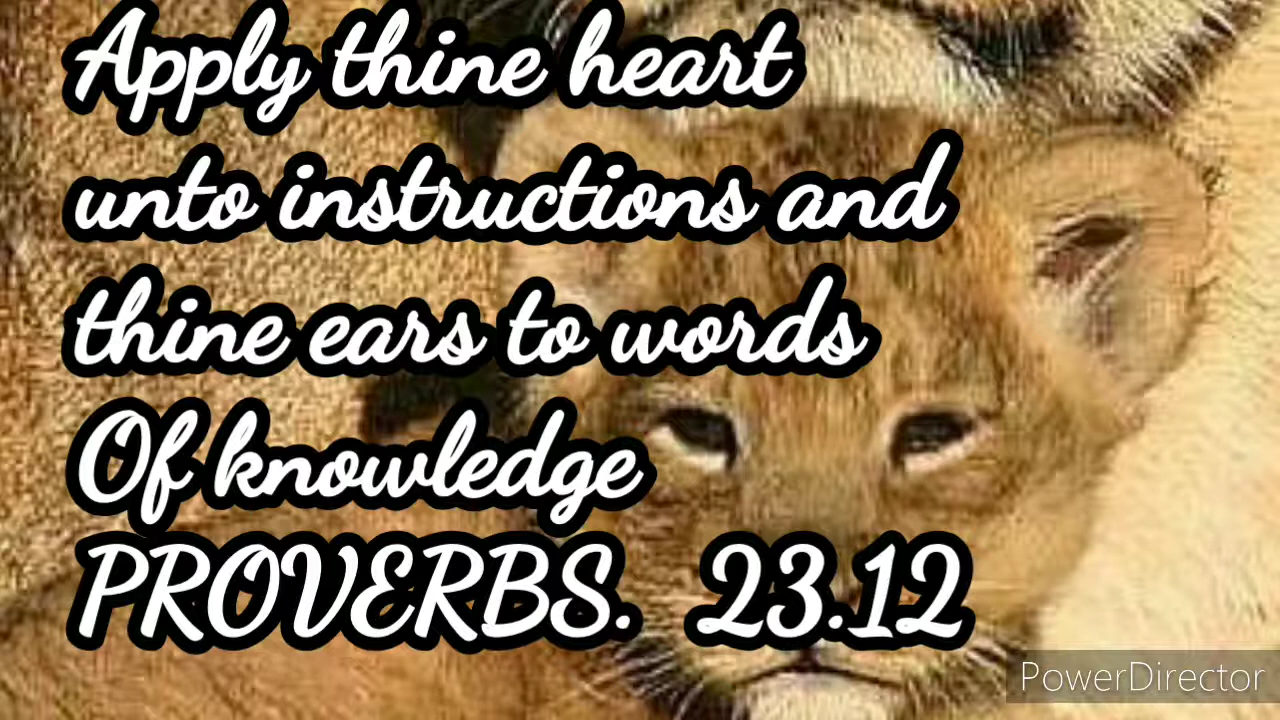 Apply thine heart
unto instructions and
thine ears to words
Of knowledge
PROVERBS. 23.12
PowerDirector